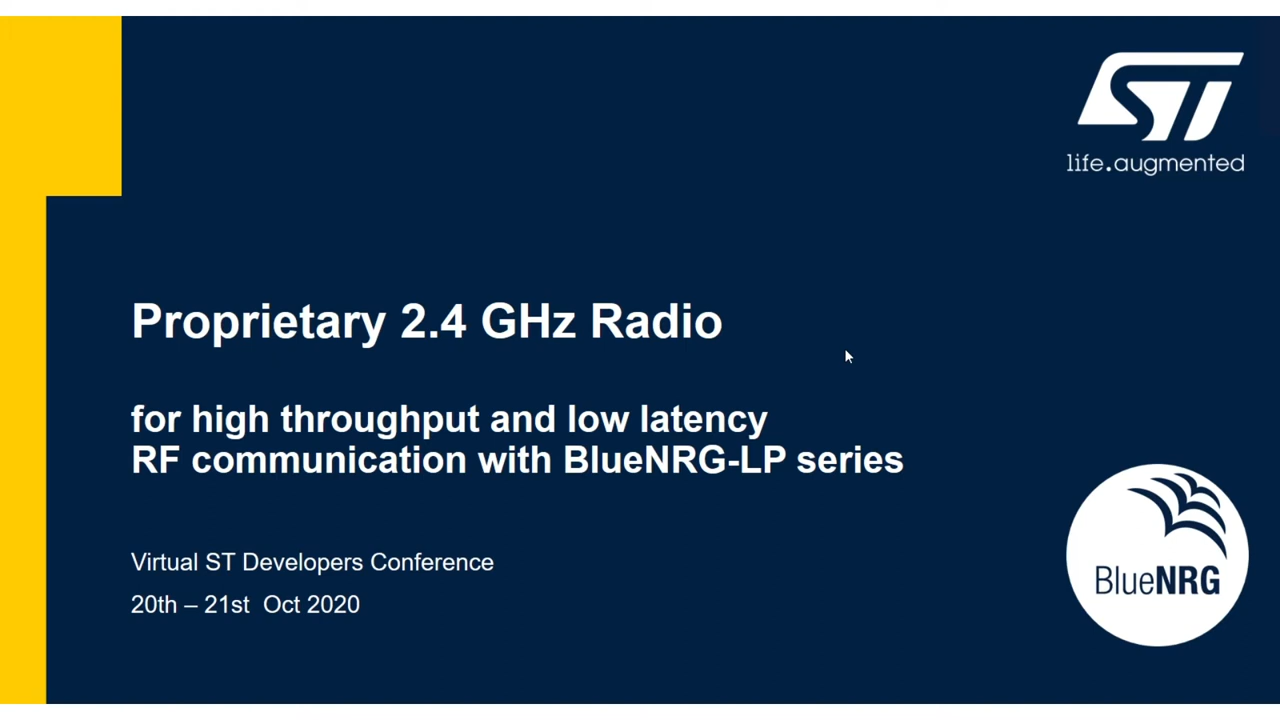 ST
life.augmented
Proprietary 2.4 GHz Radio
for high throughput and low latency
RF communication with BlueNRG-LP series
Virtual ST Developers Conference
20th – 21st  Oct 2020
BlueNRG